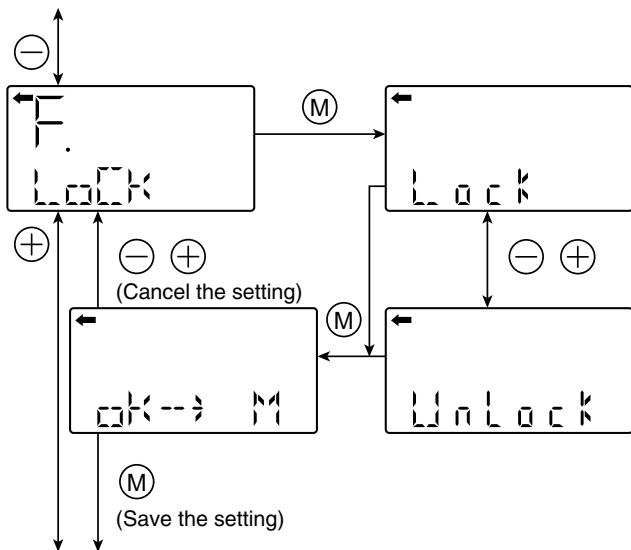 −
F.
LoCK
M
Lock
+
− +
(Cancel the setting)
− +
M
oK--> M
UnLock
M
(Save the setting)